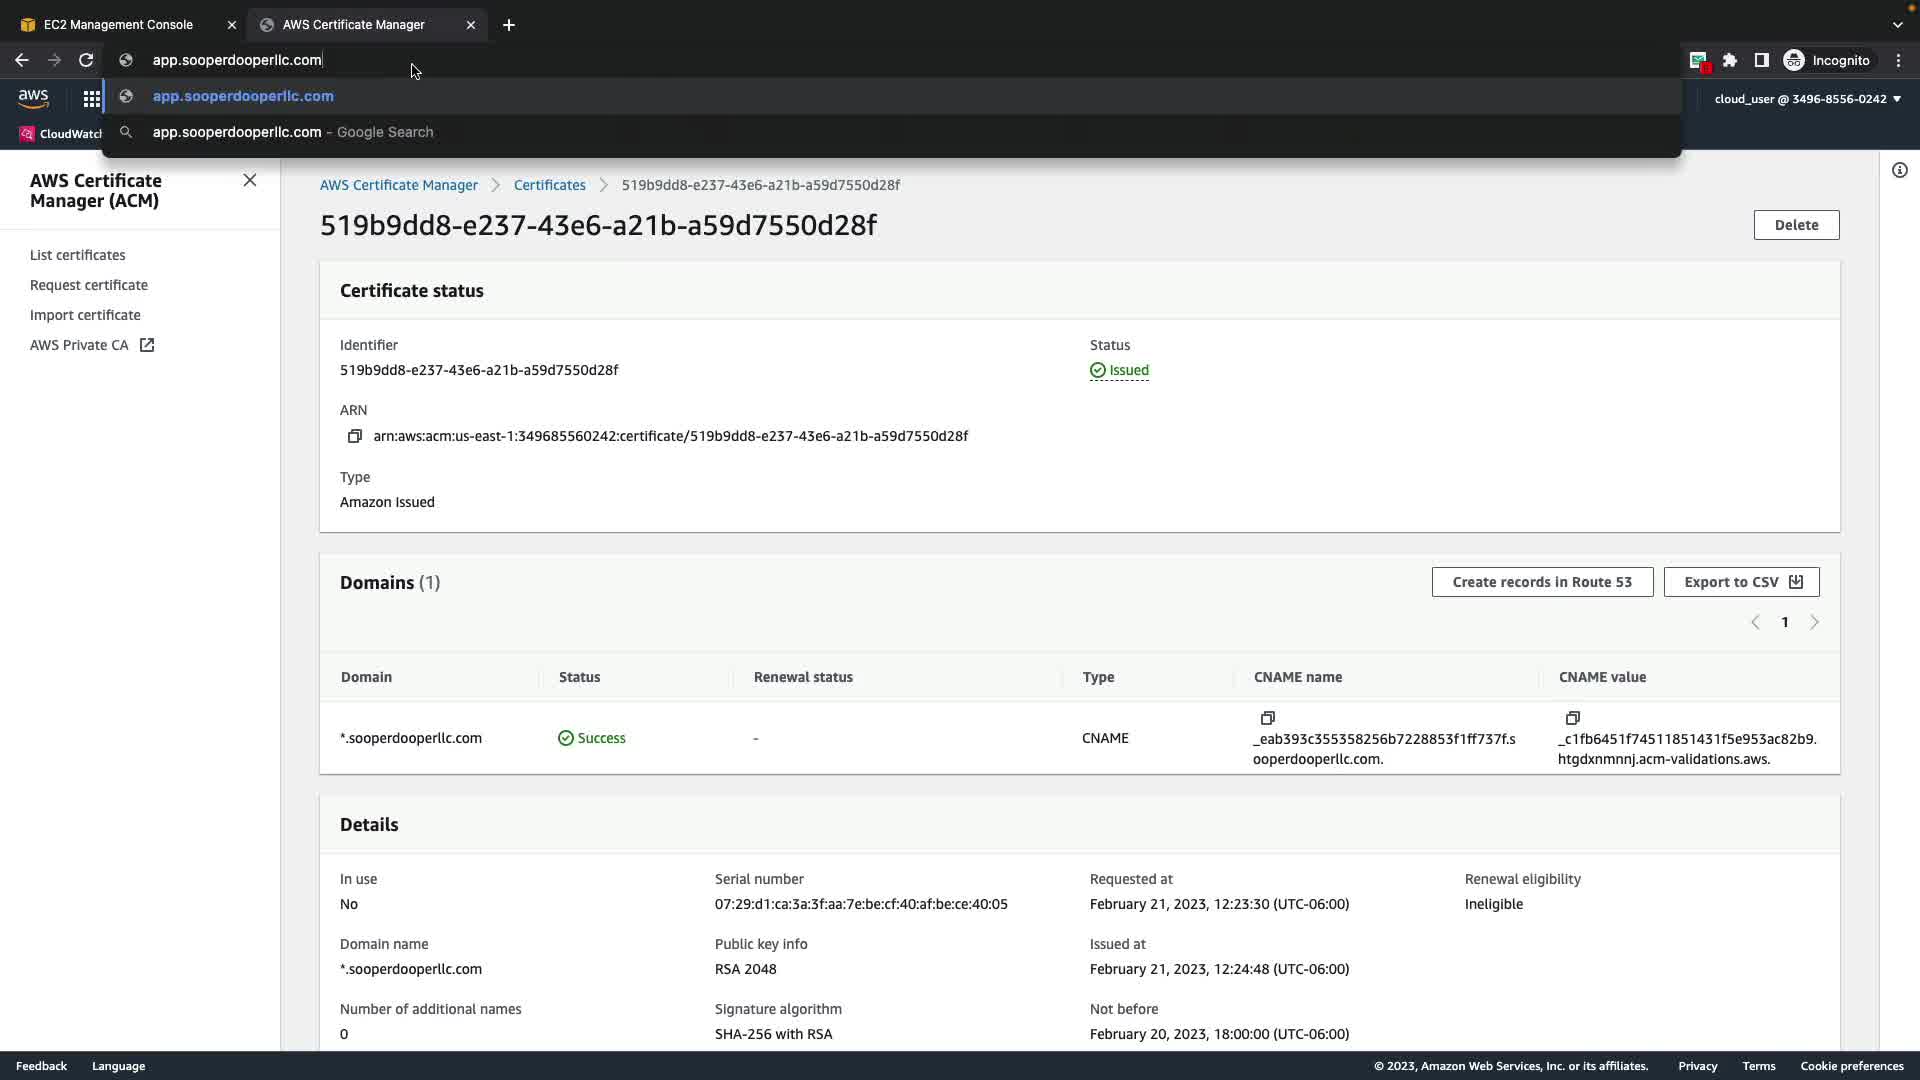 EC2 Management Console
AWS Certificate Manager
app.sooperdooperllc.com
Incognito
app.sooperdooperllc.com
app.sooperdooperllc.com - Google Search
aws
cloud_user @ 3496-8556-0242
CloudWatch
AWS Certificate
Manager (ACM)
List certificates
Request certificate
Import certificate
AWS Private CA
AWS Certificate Manager
Certificates
519b9dd8-e237-43e6-a21b-a59d7550d28f
519b9dd8-e237-43e6-a21b-a59d7550d28f
Delete
Certificate status
Identifier
519b9dd8-e237-43e6-a21b-a59d7550d28f
Status
Issued
ARN
arn:aws:acm:us-east-1:349685560242:certificate/519b9dd8-e237-43e6-a21b-a59d7550d28f
Type
Amazon Issued
Domains (1)
Create records in Route 53
Export to CSV
1
Domain Status Renewal status Type CNAME name CNAME value
*.sooperdooperllc.com
Success
-
CNAME
_eab393c355358256b7228853f1ff737f.s
ooperdooperllc.com.
_c1fb6451f74511851431f5e953ac82b9.
htgdxnmnnj.acm-validations.aws.
Details
In use
No
Serial number
07:29:d1:ca:3a:3f:aa:7e:be:cf:40:af:be:ce:40:05
Requested at
February 21, 2023, 12:23:30 (UTC-06:00)
Renewal eligibility
Ineligible
Domain name
*.sooperdooperllc.com
Public key info
RSA 2048
Issued at
February 21, 2023, 12:24:48 (UTC-06:00)
Number of additional names
0
Signature algorithm
SHA-256 with RSA
Not before
February 20, 2023, 18:00:00 (UTC-06:00)
Feedback
Language
© 2023, Amazon Web Services, Inc. or its affiliates.
Privacy
Terms
Cookie preferences